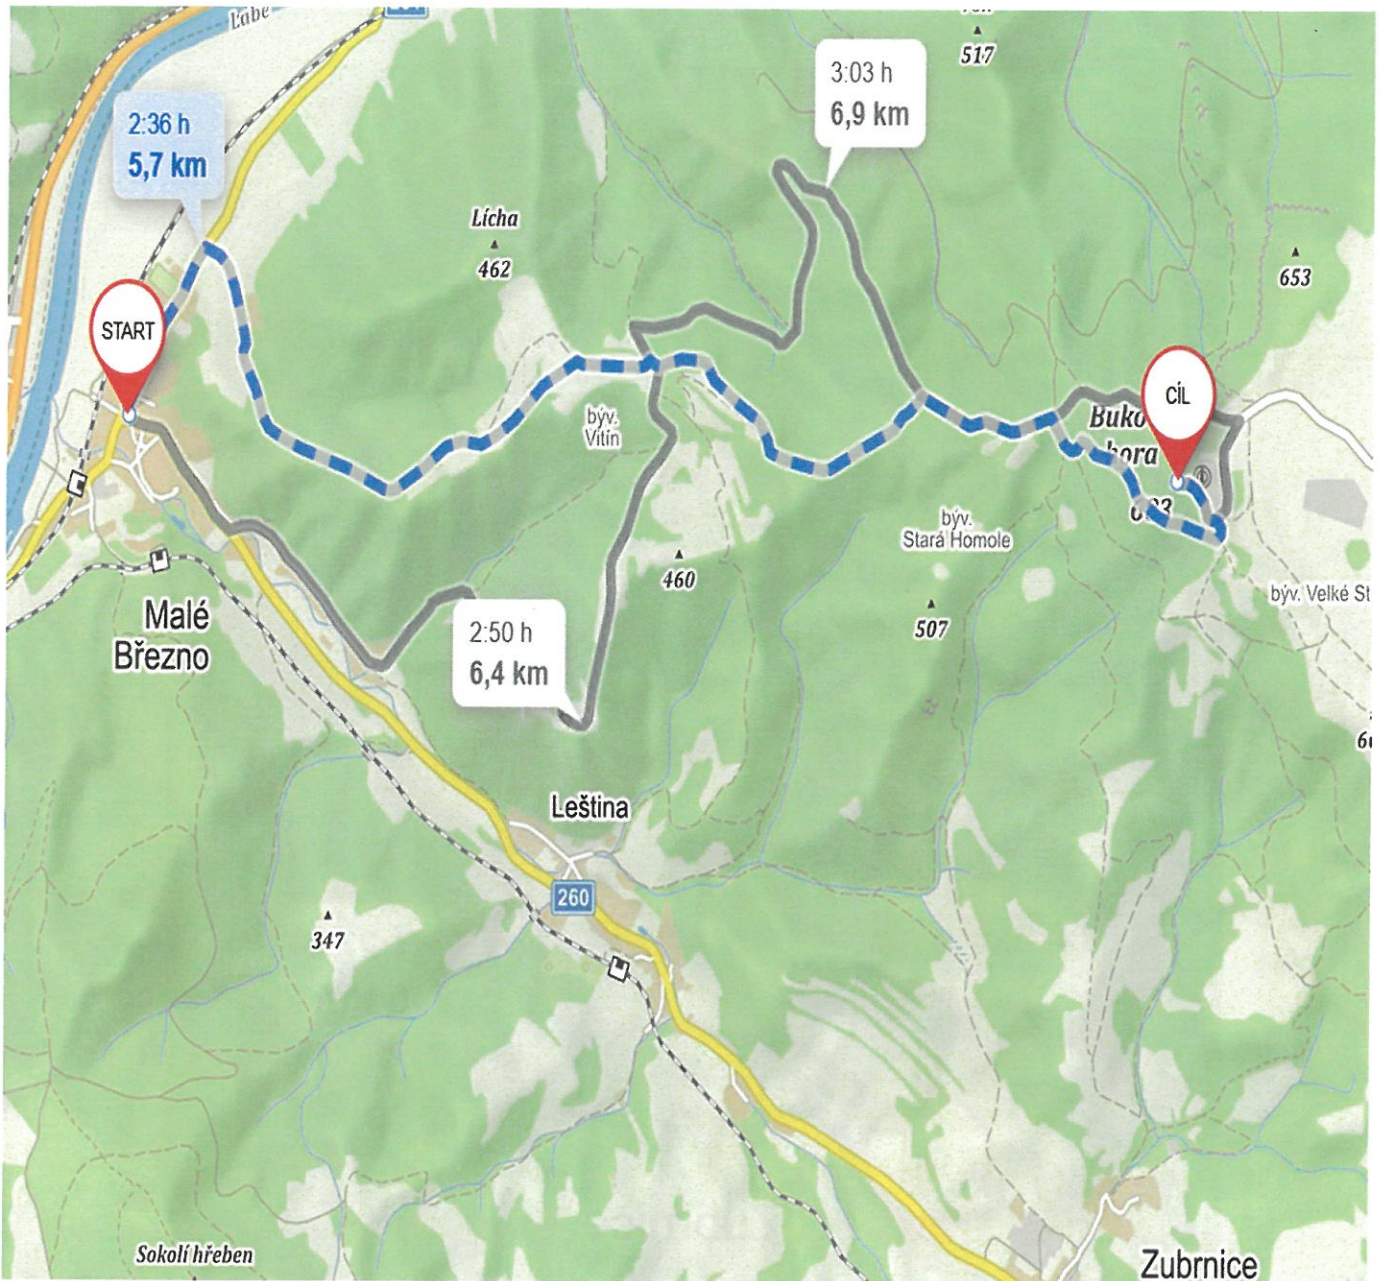 Labe
517
3:03 h
6,9 km
2:36 h
5,7 km
Lícha
462
653
START
CÍL
býv.
Vitín
býv.
Stará Homole
460
507
býv. Velké St
Malé
Březno
2:50 h
6,4 km
Leština
260
347
Sokolí hřeben
Zubrnice